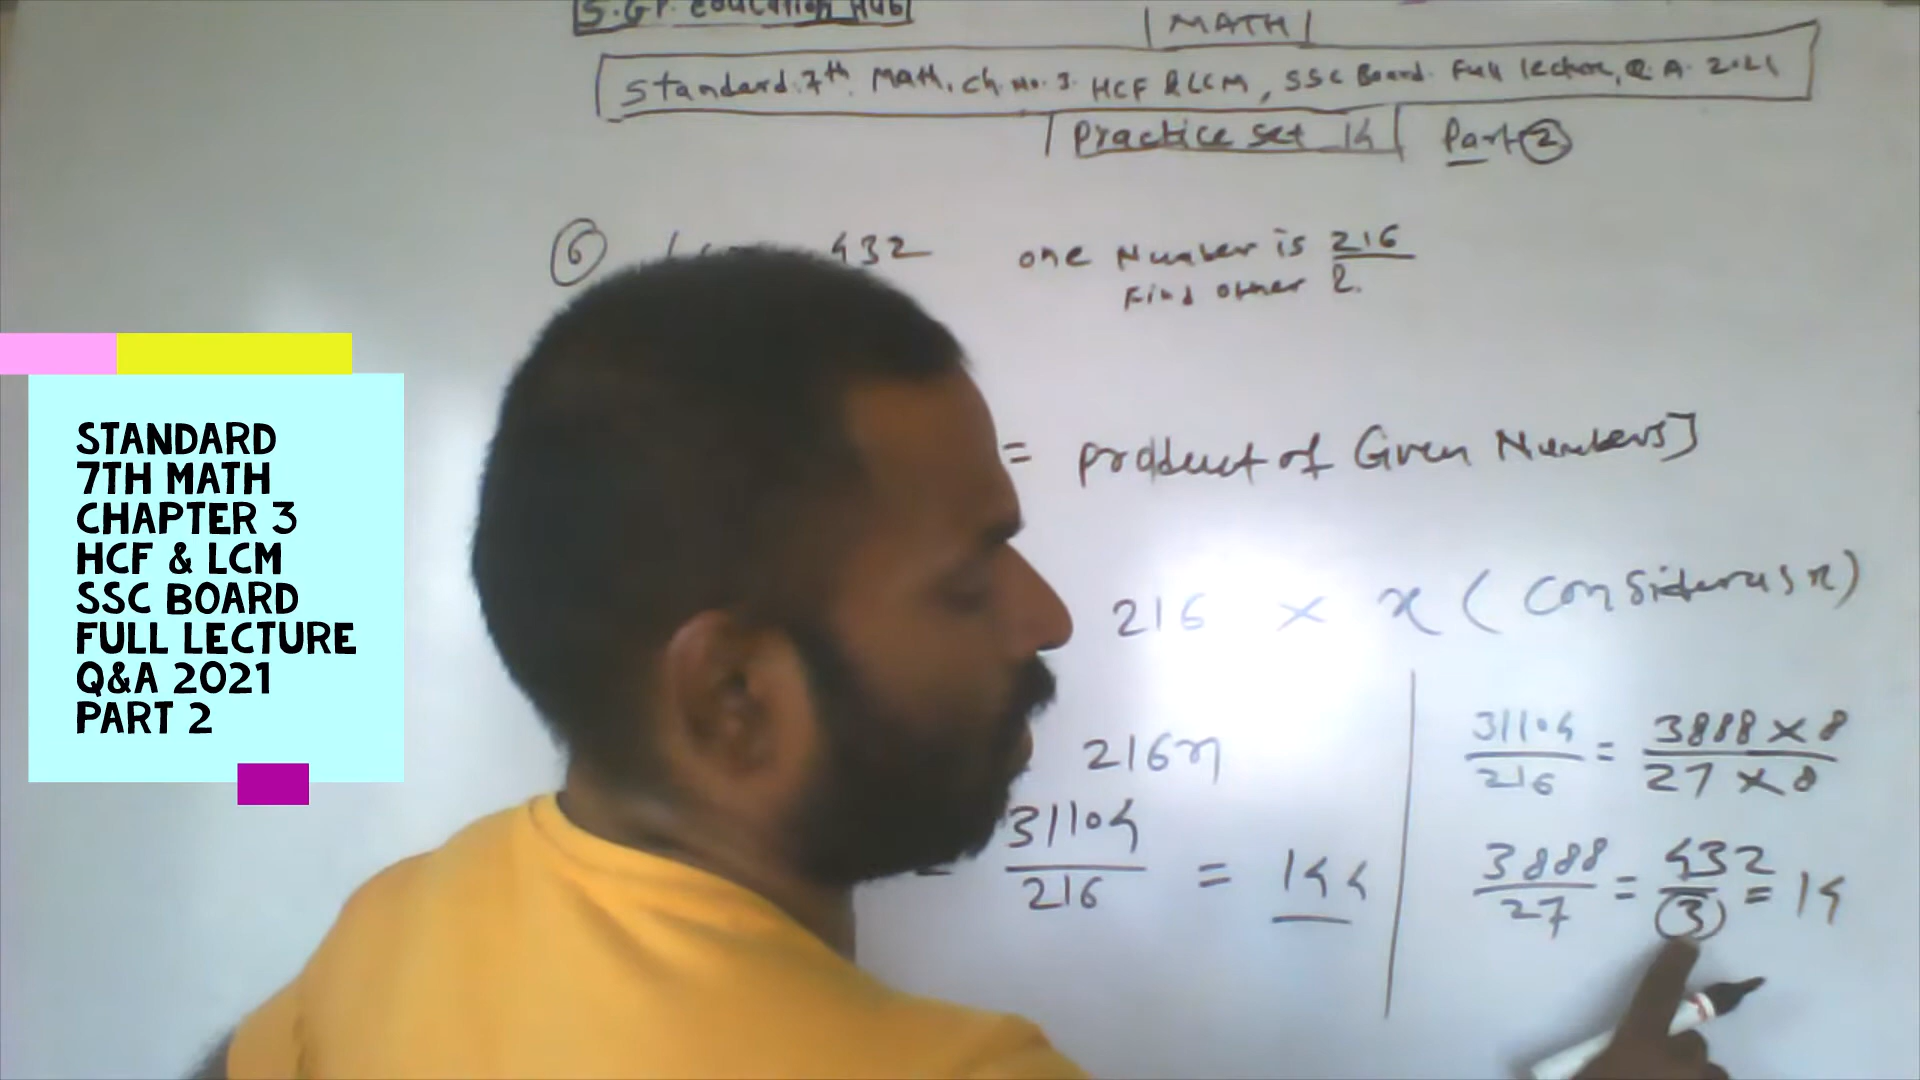 S.GP. education Hub
MATH
Standard 7th Math. Ch. No. 3. HCF & LCM, SSC Board. Full lecture, Q. A. 2021
Practice set 14 Part 2
6 432 one Number is 216
Find other 2.
= product of Given Numbers]
216 × x ( Consider as x)
216x
31104/216 = 3888 × 8/27 × 8
31104/216 = 144
3888/27 = 432/3 = 14
STANDARD
7TH MATH
CHAPTER 3
HCF & LCM
SSC BOARD
FULL LECTURE
Q&A 2021
PART 2